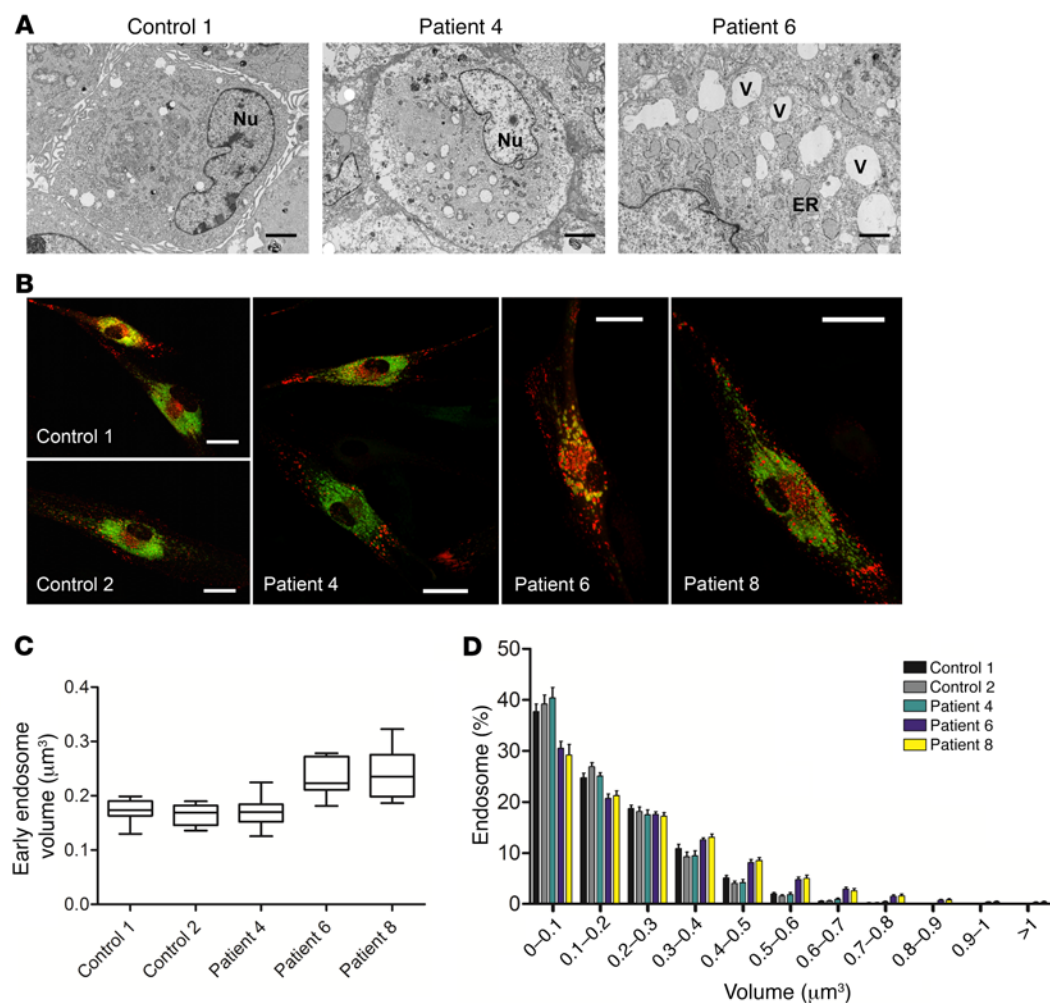 A
Control 1
Patient 4
Patient 6
Nu
Nu
V
V
V
ER
B
Control 1
Control 2
Patient 4
Patient 6
Patient 8
C
Early endosome
volume (μm³)
0.4
0.3
0.2
0.1
0.0
Control 1
Control 2
Patient 4
Patient 6
Patient 8
D
Endosome (%)
50
40
30
20
10
0
Control 1
Control 2
Patient 4
Patient 6
Patient 8
0–0.1
0.1–0.2
0.2–0.3
0.3–0.4
0.4–0.5
0.5–0.6
0.6–0.7
0.7–0.8
0.8–0.9
0.9–1
>1
Volume (μm³)